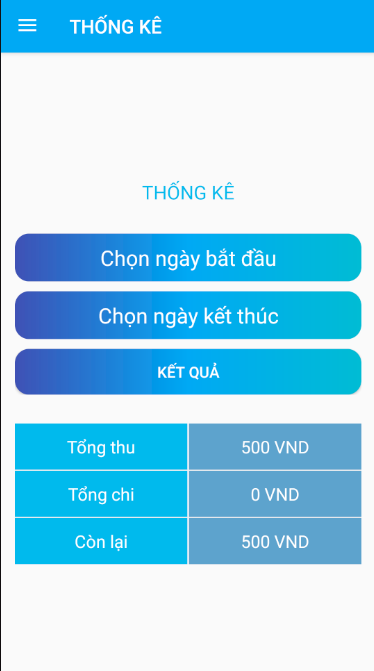 THỐNG KÊ
THỐNG KÊ
Chọn ngày bắt đầu
Chọn ngày kết thúc
KẾT QUẢ
Tổng thu 500 VND
Tổng chi 0 VND
Còn lại 500 VND